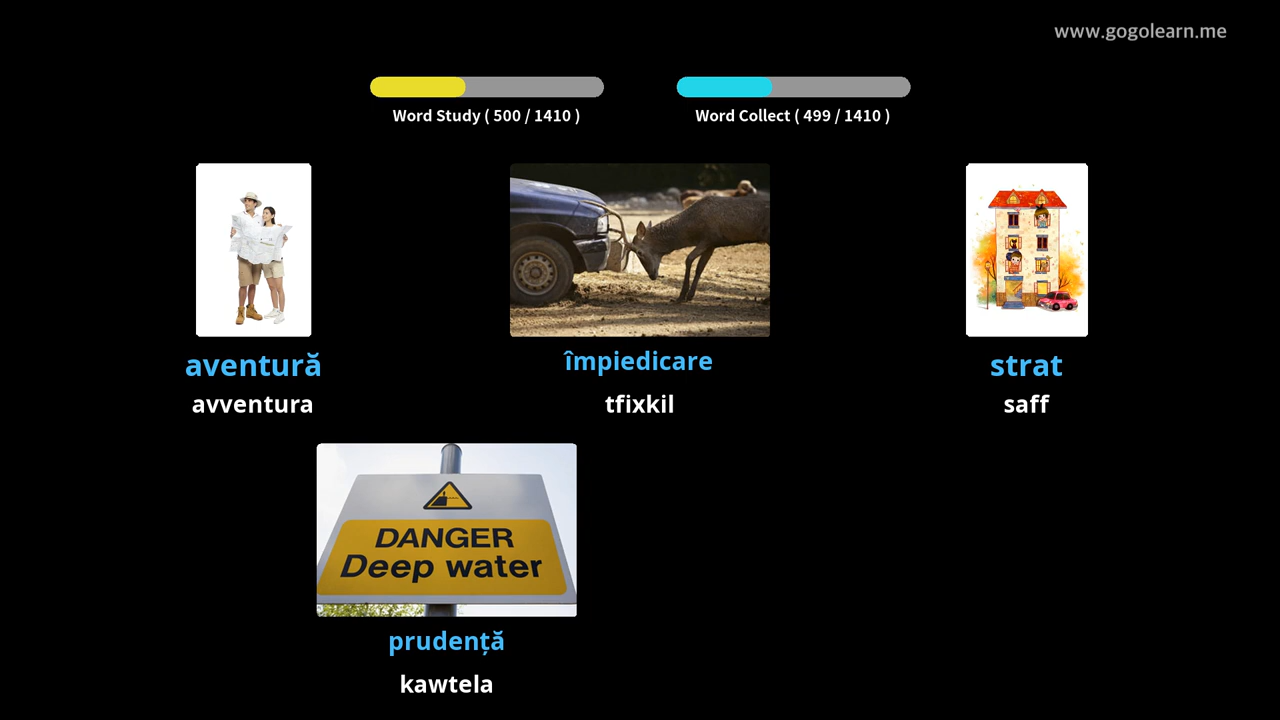 www.gogolearn.me
Word Study ( 500 / 1410 )
Word Collect ( 499 / 1410 )
aventură
avventura
împiedicare
tfixkil
strat
saff
DANGER
Deep water
prudență
kawtela